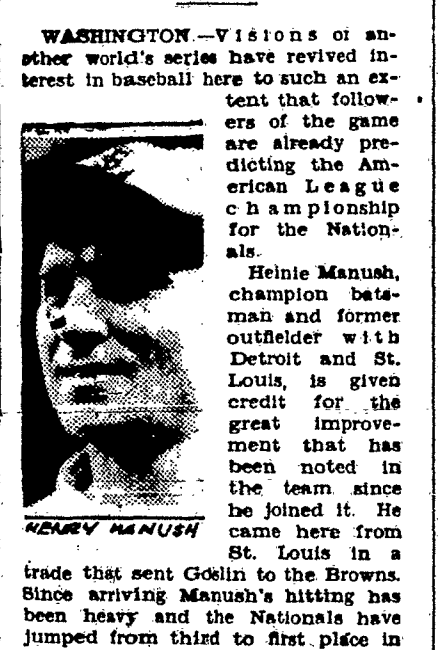 WASHINGTON.—Visions of an-
other world's series have revived in-
terest in baseball here to such an ex-
tent that follow-
ers of the game
are already pre-
dicting the Am-
erican League
championship
for the Nation-
als.
Heinie Manush,
champion bats-
man and former
outfielder with
Detroit and St.
Louis, is given
credit for the
great improve-
ment that has
been noted in
the team since
he joined it. He
came here from
St. Louis in a
HENRY MANUSH
trade that sent Goslin to the Browns.
Since arriving Manush's hitting has
been heavy and the Nationals have
jumped from third to first place in